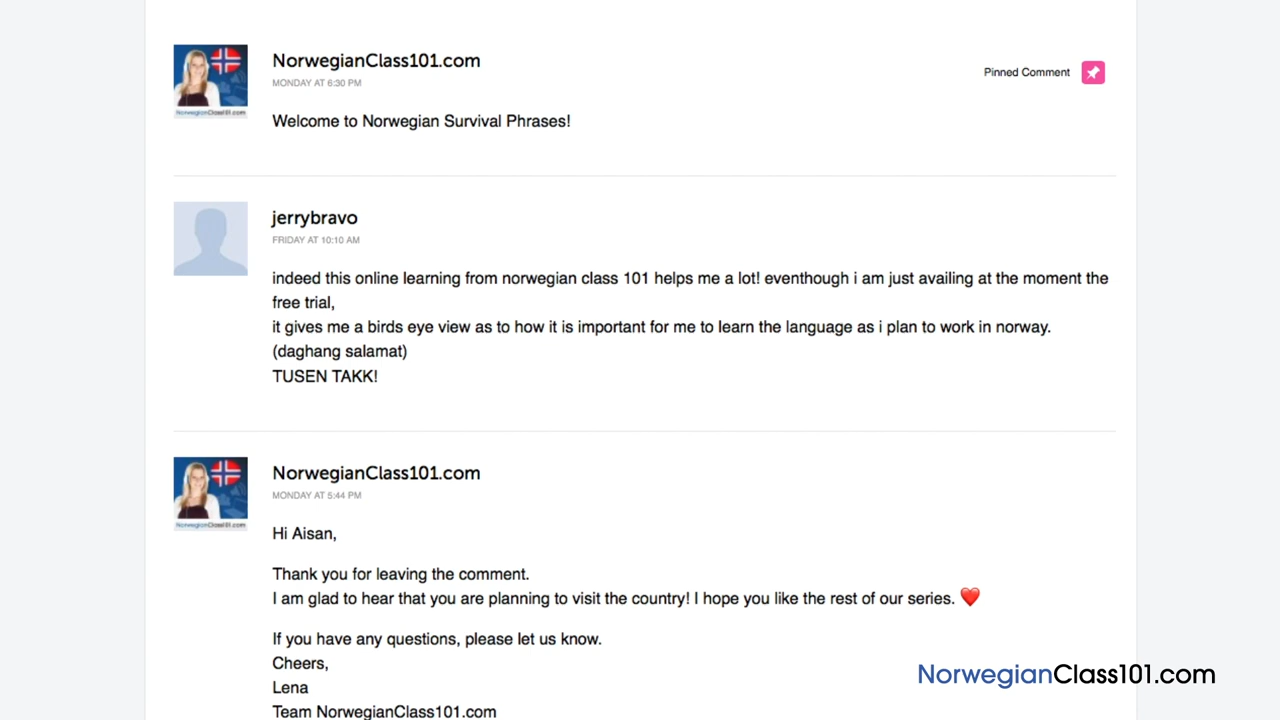 NorwegianClass101.com
MONDAY AT 6:30 PM
Pinned Comment
Welcome to Norwegian Survival Phrases!
NorwegianClass101.com
jerrybravo
FRIDAY AT 10:10 AM
indeed this online learning from norwegian class 101 helps me a lot! eventhough i am just availing at the moment the
free trial,
it gives me a birds eye view as to how it is important for me to learn the language as i plan to work in norway.
(daghang salamat)
TUSEN TAKK!
NorwegianClass101.com
MONDAY AT 5:44 PM
NorwegianClass101.com
Hi Aisan,
Thank you for leaving the comment.
I am glad to hear that you are planning to visit the country! I hope you like the rest of our series. ❤️
If you have any questions, please let us know.
Cheers,
Lena
Team NorwegianClass101.com
NorwegianClass101.com